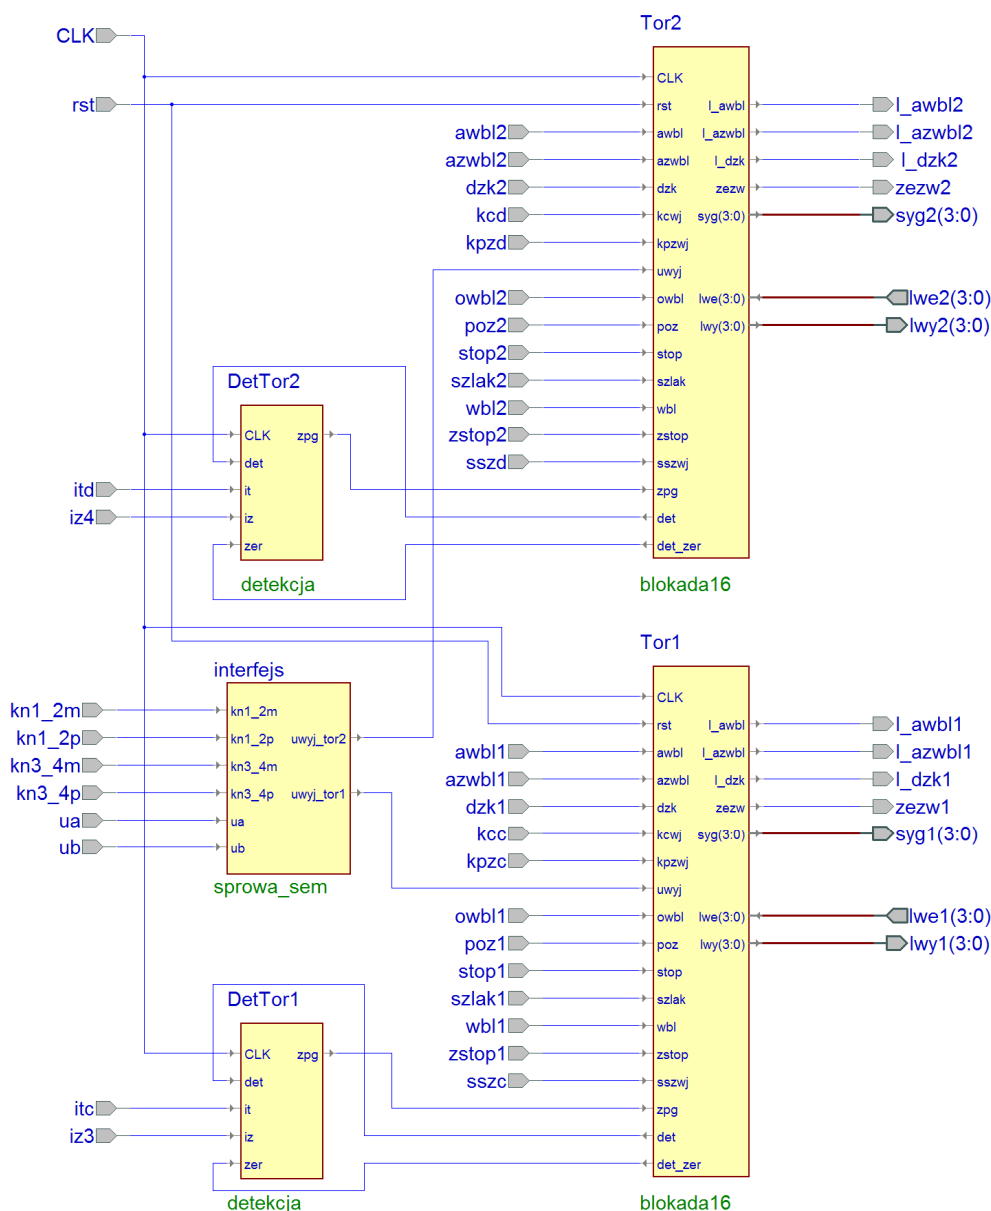 Tor2
CLK
CLK
rst
rst
l_awbl
l_awbl2
awbl2
awbl
l_azwbl
l_azwbl2
azwbl2
azwbl
l_dzk
l_dzk2
dzk2
dzk
zezw
zezw2
kcd
kcwj
syg(3:0)
syg2(3:0)
kpzd
kpzwj
uwyj
owbl2
owbl
lwe(3:0)
lwe2(3:0)
poz2
poz
lwy(3:0)
lwy2(3:0)
stop2
stop
szlak2
szlak
wbl2
wbl
zstop2
zstop
sszd
sszwj
zpg
det
det_zer
blokada16
DetTor2
CLK
zpg
det
itd
it
iz4
iz
zer
detekcja
interfejs
kn1_2m
kn1_2m
kn1_2p
kn1_2p
uwyj_tor2
kn3_4m
kn3_4m
kn3_4p
kn3_4p
uwyj_tor1
ua
ua
ub
ub
sprowa_sem
Tor1
CLK
rst
l_awbl
l_awbl1
awbl1
awbl
l_azwbl
l_azwbl1
azwbl1
azwbl
l_dzk
l_dzk1
dzk1
dzk
zezw
zezw1
kcc
kcwj
syg(3:0)
syg1(3:0)
kpzc
kpzwj
uwyj
owbl1
owbl
lwe(3:0)
lwe1(3:0)
poz1
poz
lwy(3:0)
lwy1(3:0)
stop1
stop
szlak1
szlak
wbl1
wbl
zstop1
zstop
sszc
sszwj
zpg
det
det_zer
blokada16
DetTor1
CLK
zpg
det
itc
it
iz3
iz
zer
detekcja